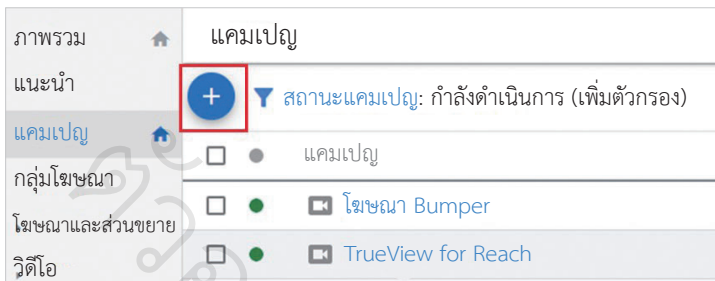 ภาพรวม
แนะนำ
แคมเปญ
กลุ่มโฆษณา
โฆษณาและส่วนขยาย
วิดีโอ
แคมเปญ
สถานะแคมเปญ: กำลังดำเนินการ (เพิ่มตัวกรอง)
แคมเปญ
โฆษณา Bumper
TrueView for Reach